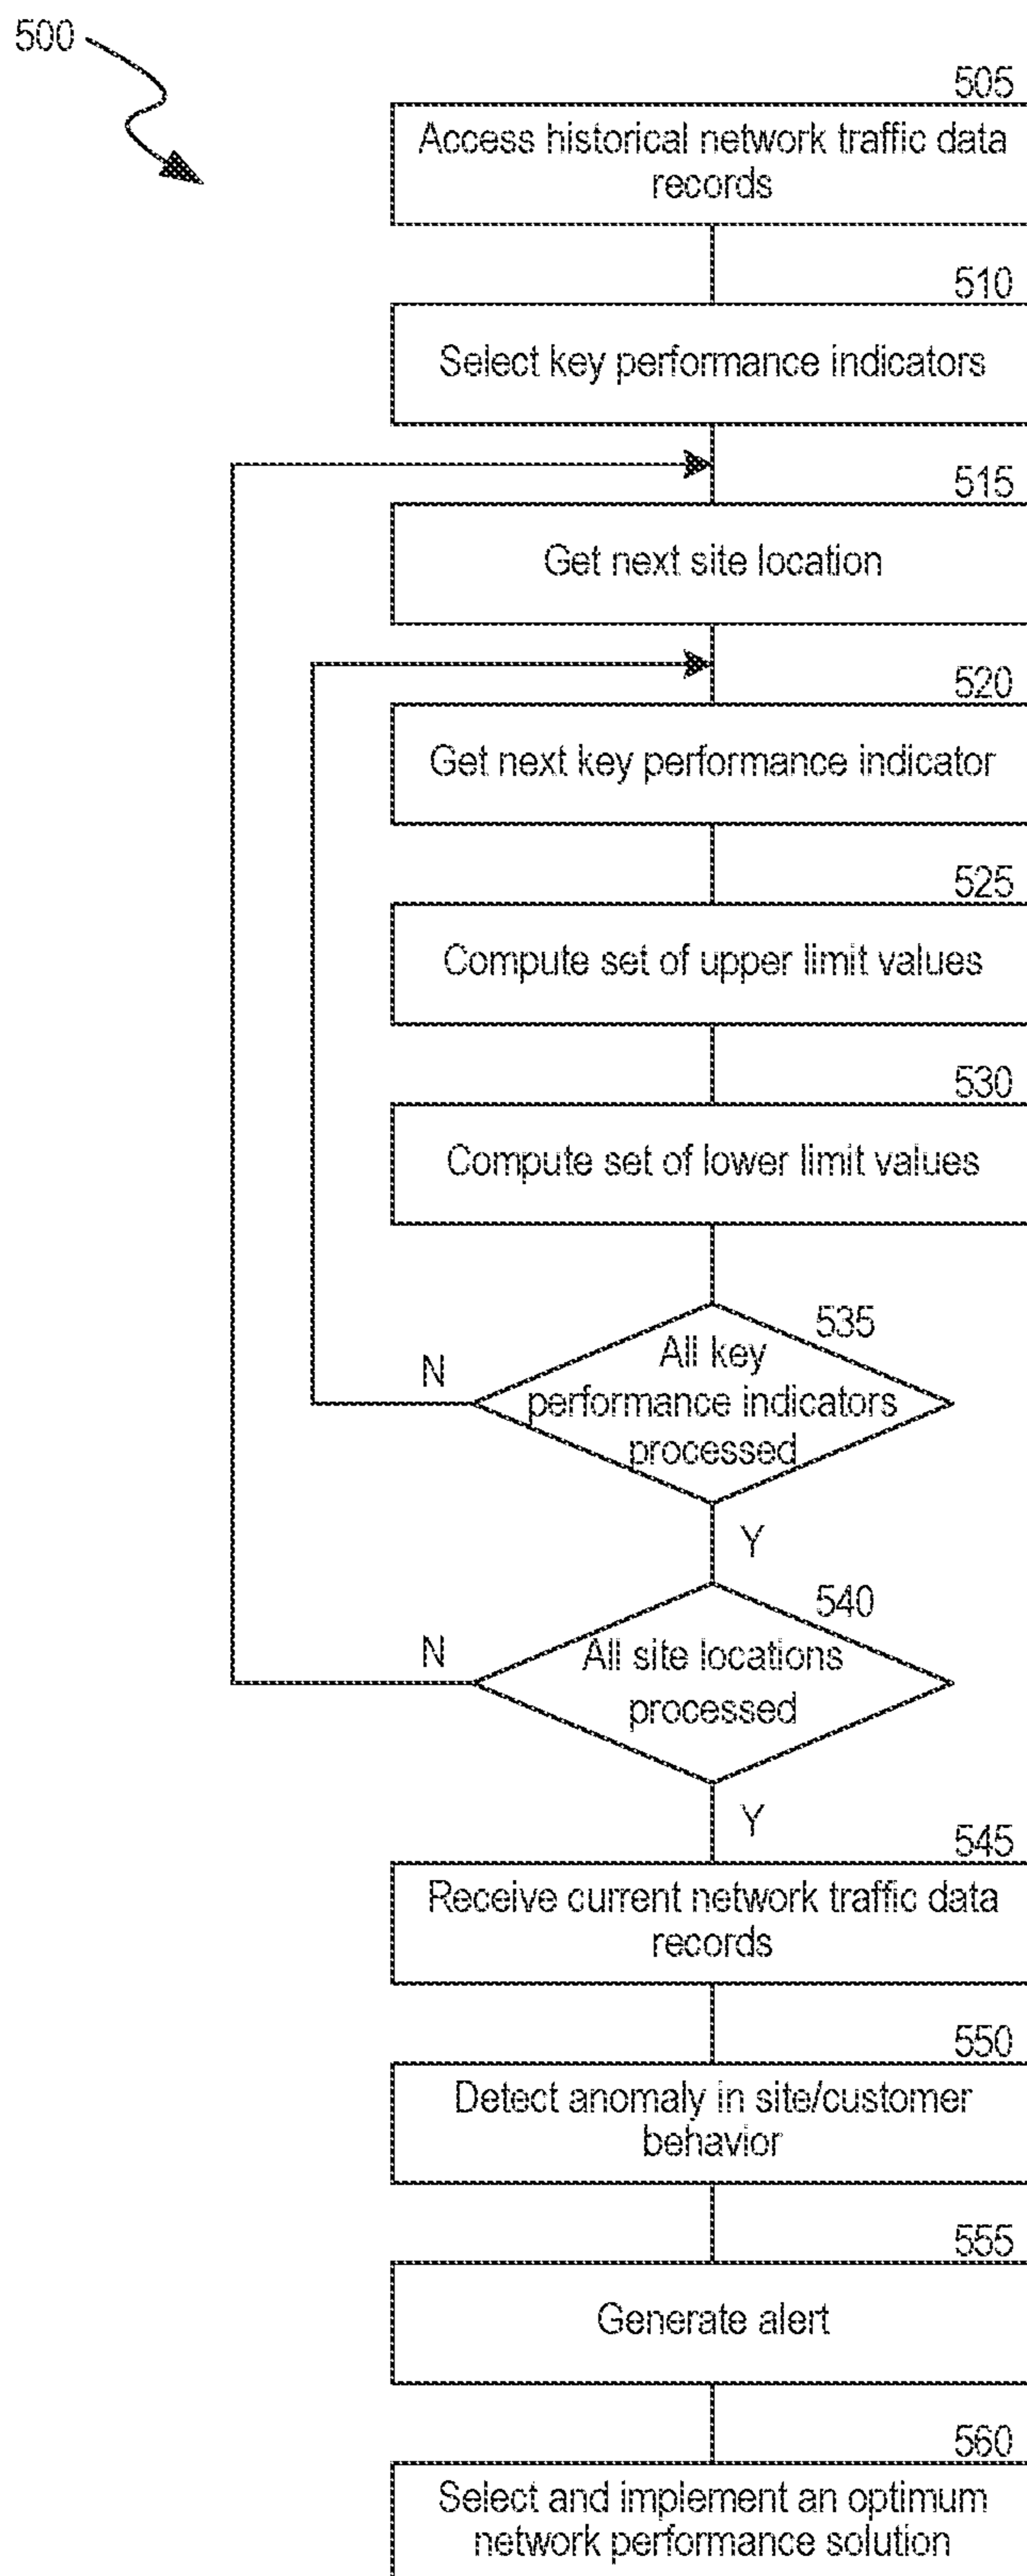 500
505
Access historical network traffic data
records
510
Select key performance indicators
515
Get next site location
520
Get next key performance indicator
525
Compute set of upper limit values
530
Compute set of lower limit values
535
All key
performance indicators
processed
N
Y
540
All site locations
processed
N
Y
545
Receive current network traffic data
records
550
Detect anomaly in site/customer
behavior
555
Generate alert
560
Select and implement an optimum
network performance solution